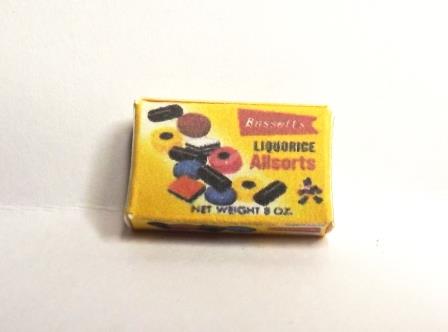 Bassett's
LIQUORICE
Allsorts
NET WEIGHT 8 OZ.